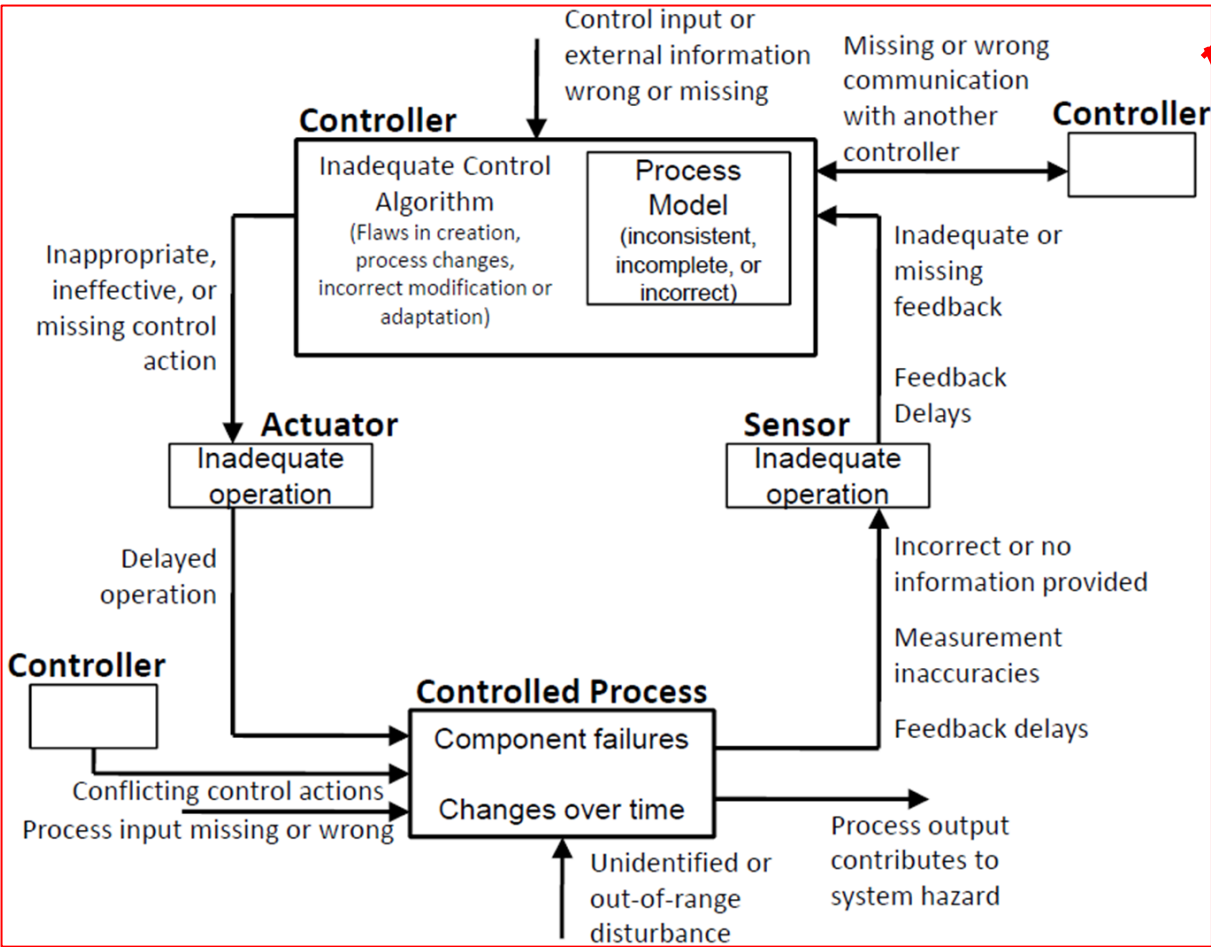 Control input or
external information
wrong or missing
Missing or wrong
communication
with another
controller
Controller
Controller
Inadequate Control
Algorithm
(Flaws in creation,
process changes,
incorrect modification or
adaptation)
Process
Model
(inconsistent,
incomplete, or
incorrect)
Inappropriate,
ineffective, or
missing control
action
Inadequate or
missing
feedback
Feedback
Delays
Actuator
Inadequate
operation
Sensor
Inadequate
operation
Delayed
operation
Incorrect or no
information provided
Measurement
inaccuracies
Feedback delays
Controller
Controlled Process
Component failures
Changes over time
Conflicting control actions
Process input missing or wrong
Unidentified or
out-of-range
disturbance
Process output
contributes to
system hazard